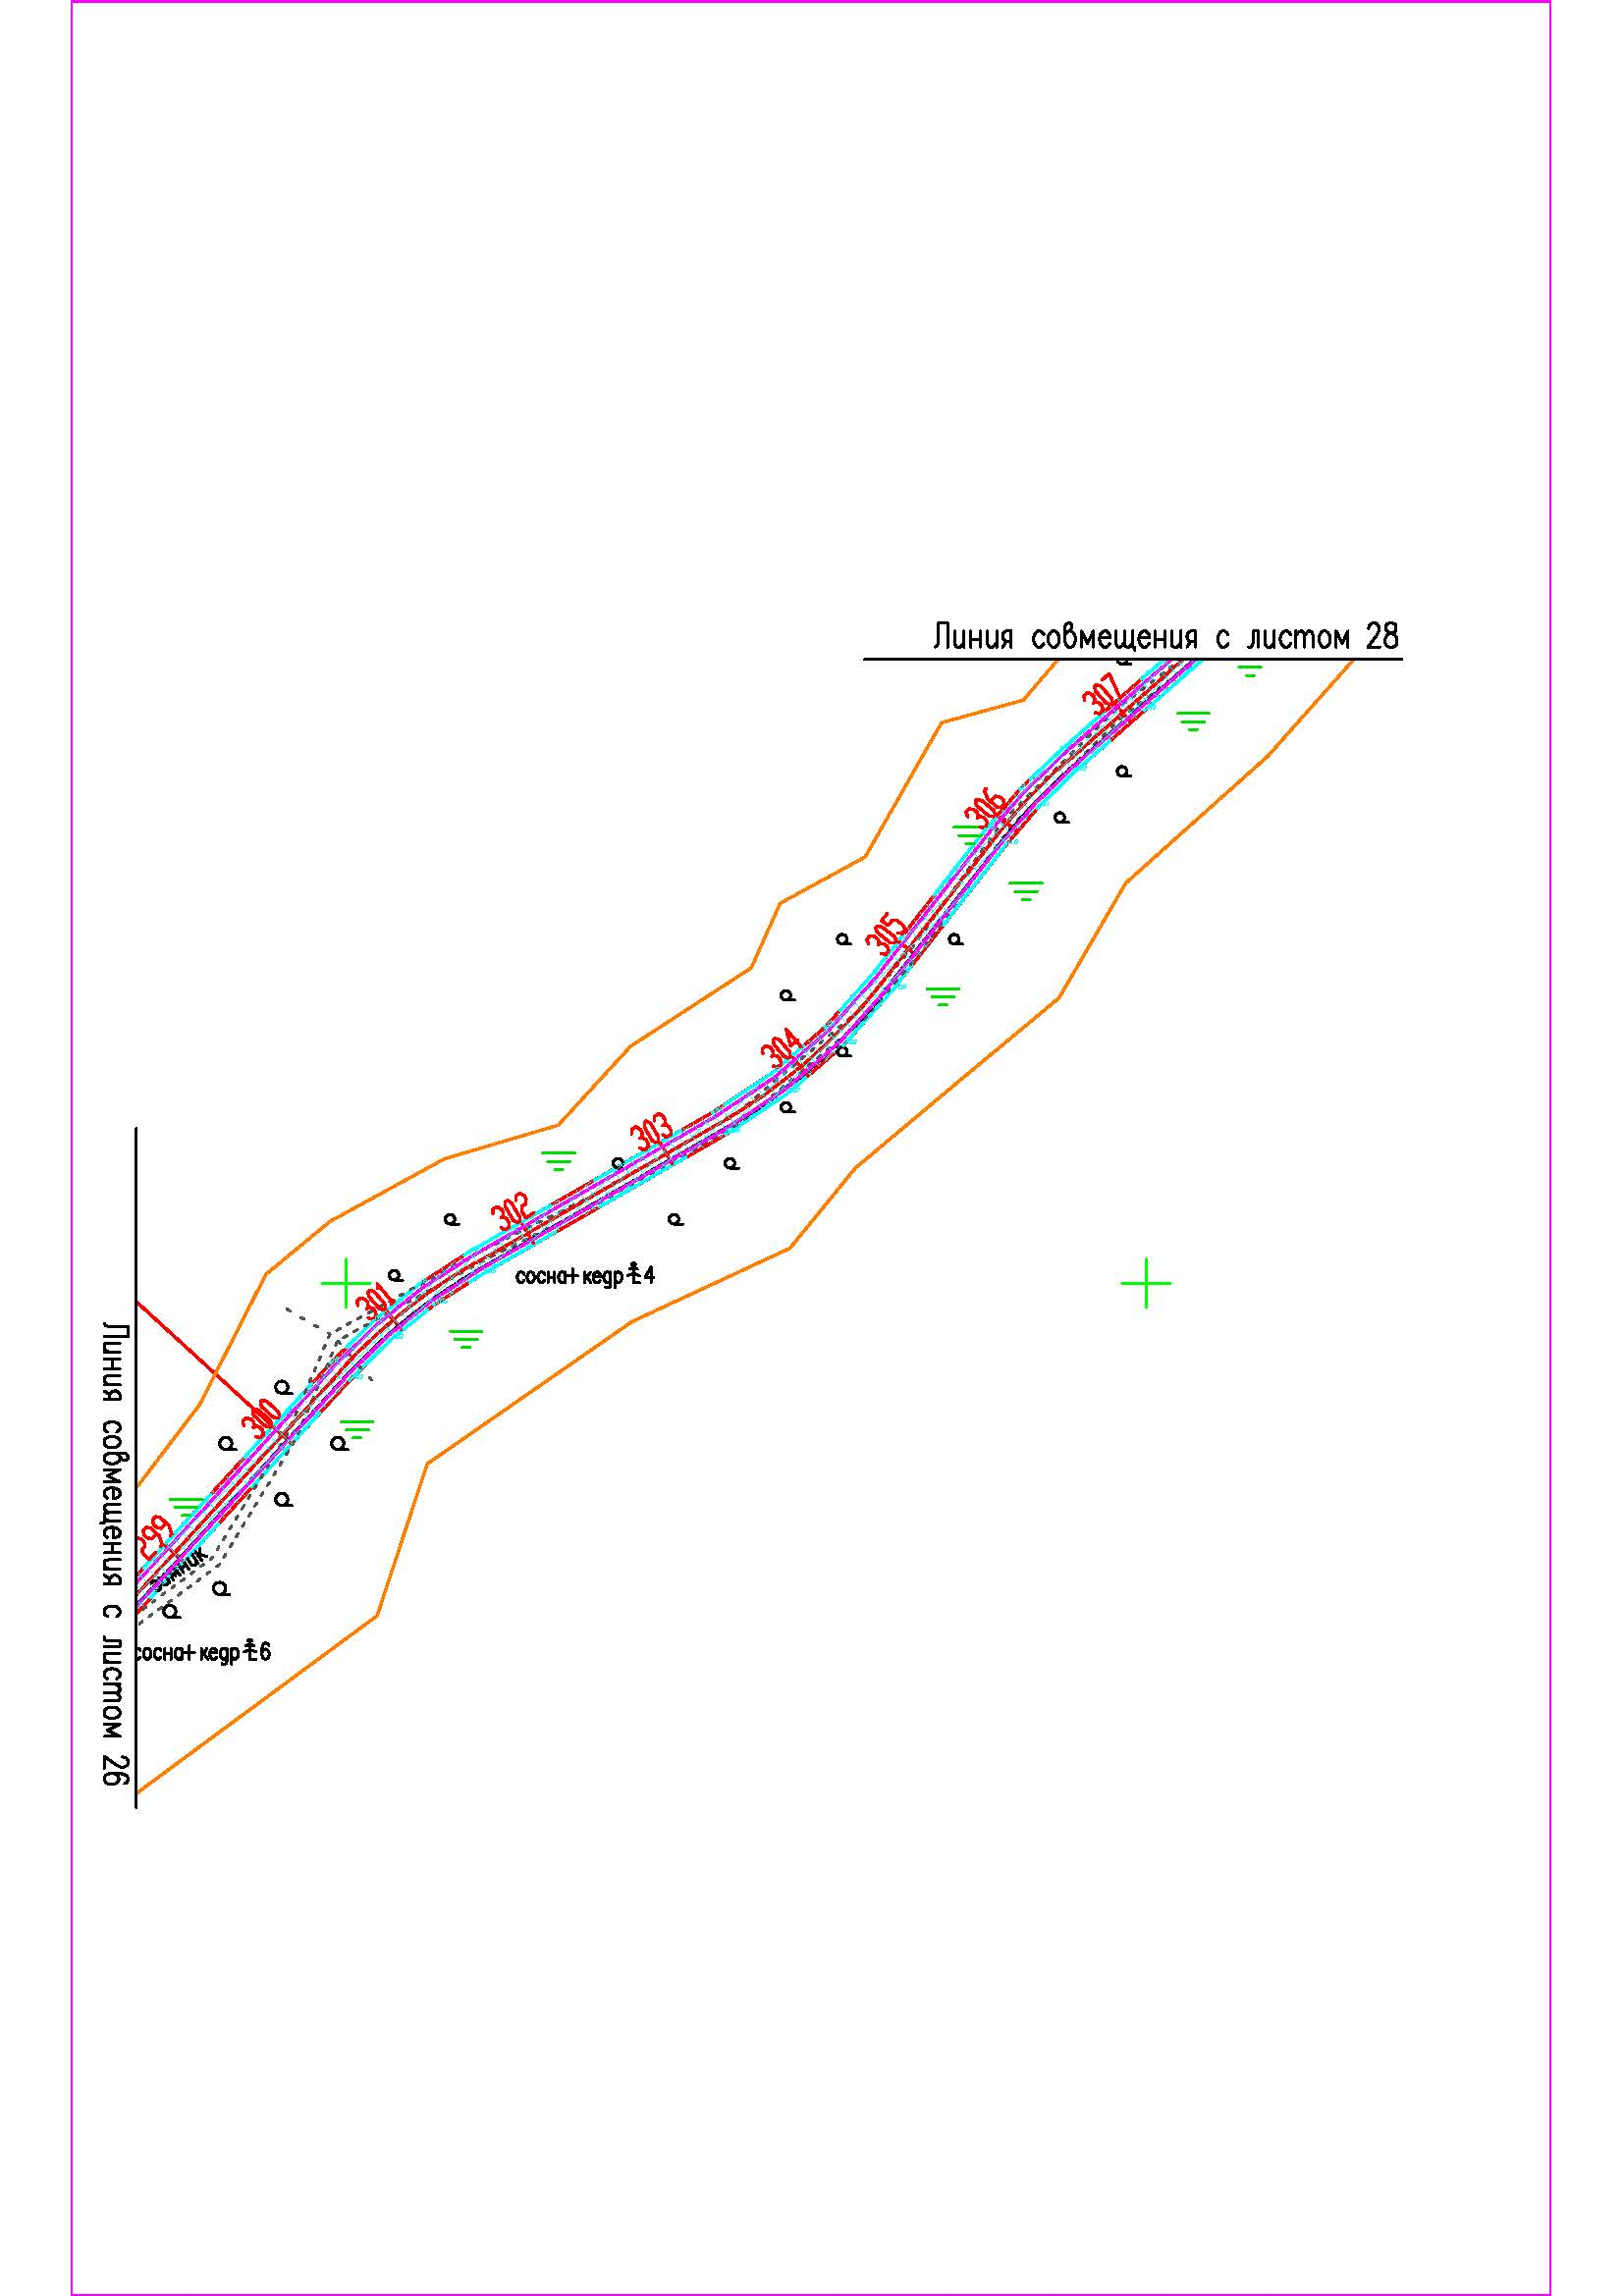 Линия совмещения с листом 28
307
306
305
304
303
302
сосна+кедр 4
301
300
299
зимник
сосна+кедр 6
Линия совмещения с листом 26